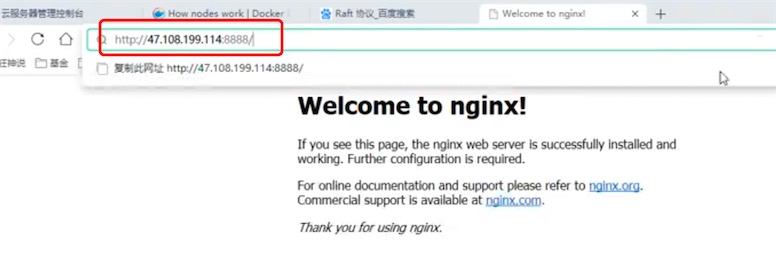 云服务器管理控制台
How nodes work | Docker
Raft 协议_百度搜索
Welcome to nginx!
http://47.108.199.114:8888/
狂神说
基金
复制此网址 http://47.108.199.114:8888/
Welcome to nginx!
If you see this page, the nginx web server is successfully installed and
working. Further configuration is required.
For online documentation and support please refer to nginx.org.
Commercial support is available at nginx.com.
Thank you for using nginx.